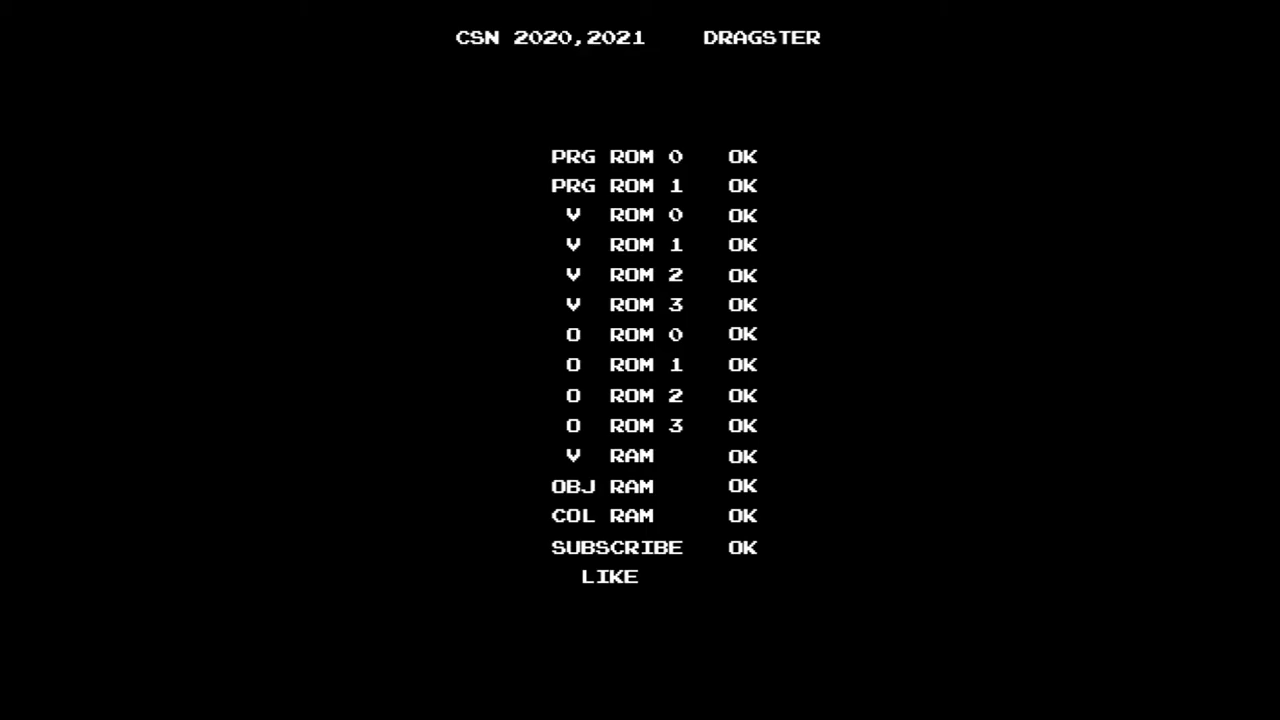 CSN 2020,2021 DRAGSTER
PRG ROM 0 OK
PRG ROM 1 OK
V ROM 0 OK
V ROM 1 OK
V ROM 2 OK
V ROM 3 OK
O ROM 0 OK
O ROM 1 OK
O ROM 2 OK
O ROM 3 OK
V RAM OK
OBJ RAM OK
COL RAM OK
SUBSCRIBE OK
LIKE